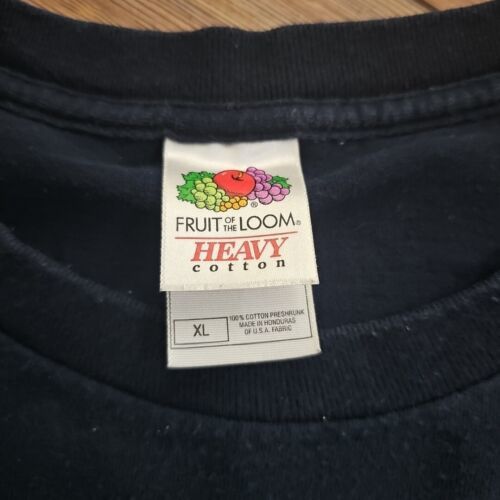 ®
FRUIT OF THE LOOM®
HEAVY
cotton
XL
100% COTTON PRESHRUNK
MADE IN HONDURAS
OF U.S.A. FABRIC